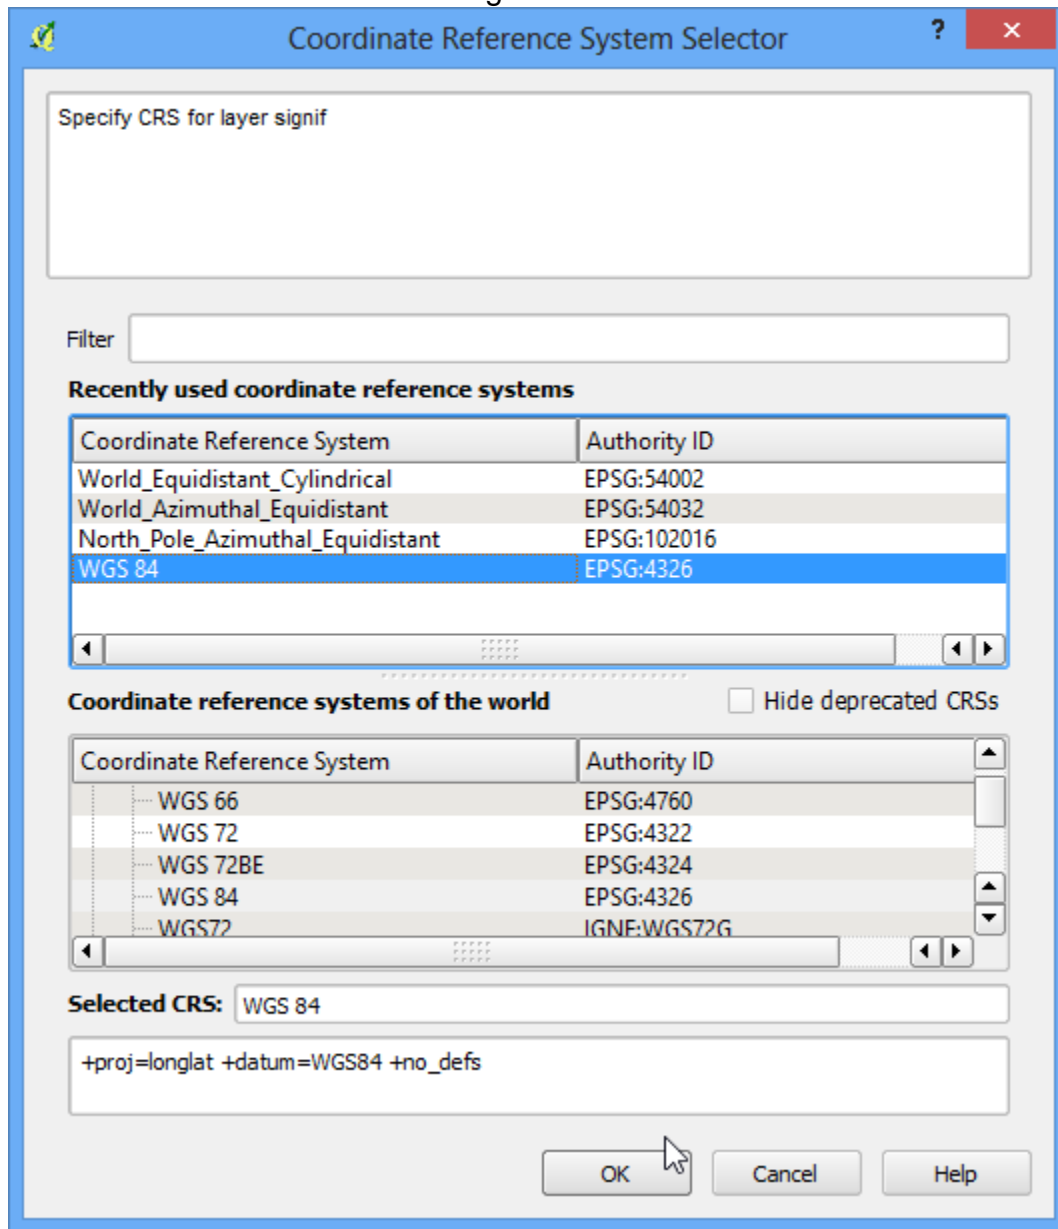 Coordinate Reference System Selector ?
Specify CRS for layer signif
Filter
Recently used coordinate reference systems
Coordinate Reference System Authority ID
World_Equidistant_Cylindrical EPSG:54002
World_Azimuthal_Equidistant EPSG:54032
North_Pole_Azimuthal_Equidistant EPSG:102016
WGS 84 EPSG:4326
Coordinate reference systems of the world Hide deprecated CRSs
Coordinate Reference System Authority ID
WGS 66 EPSG:4760
WGS 72 EPSG:4322
WGS 72BE EPSG:4324
WGS 84 EPSG:4326
WGS72 IGNF:WGS72G
Selected CRS: WGS 84
+proj=longlat +datum=WGS84 +no_defs
OK Cancel Help